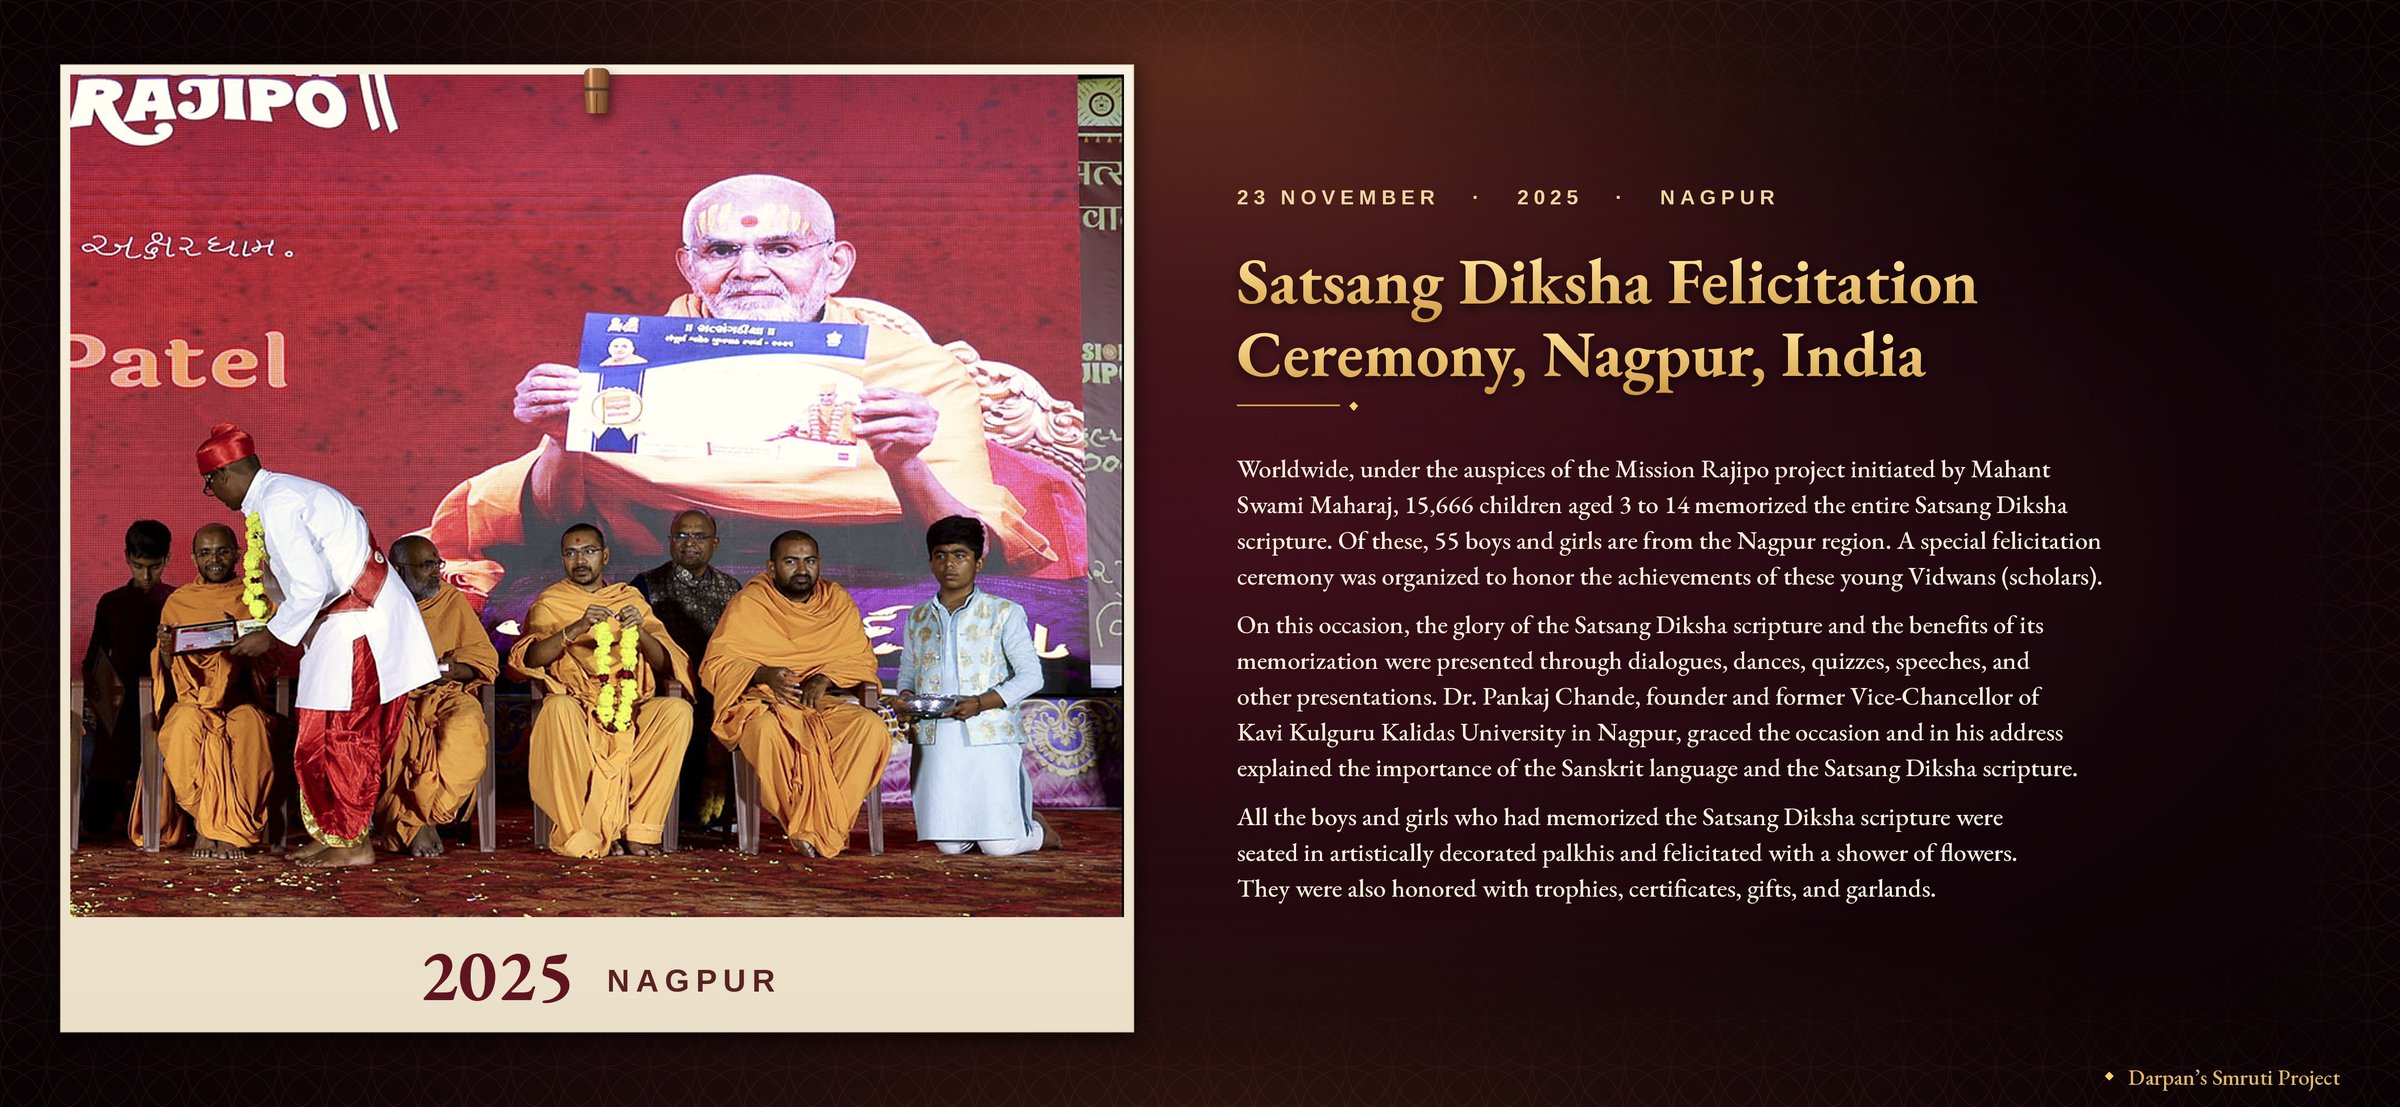 RAJIPO ||
અક્ષરધામ.
Patel
|| સત્સંગદીક્ષા ||
2025 NAGPUR
23 NOVEMBER · 2025 · NAGPUR
Satsang Diksha Felicitation
Ceremony, Nagpur, India
Worldwide, under the auspices of the Mission Rajipo project initiated by Mahant
Swami Maharaj, 15,666 children aged 3 to 14 memorized the entire Satsang Diksha
scripture. Of these, 55 boys and girls are from the Nagpur region. A special felicitation
ceremony was organized to honor the achievements of these young Vidwans (scholars).
On this occasion, the glory of the Satsang Diksha scripture and the benefits of its
memorization were presented through dialogues, dances, quizzes, speeches, and
other presentations. Dr. Pankaj Chande, founder and former Vice-Chancellor of
Kavi Kulguru Kalidas University in Nagpur, graced the occasion and in his address
explained the importance of the Sanskrit language and the Satsang Diksha scripture.
All the boys and girls who had memorized the Satsang Diksha scripture were
seated in artistically decorated palkhis and felicitated with a shower of flowers.
They were also honored with trophies, certificates, gifts, and garlands.
Darpan's Smruti Project